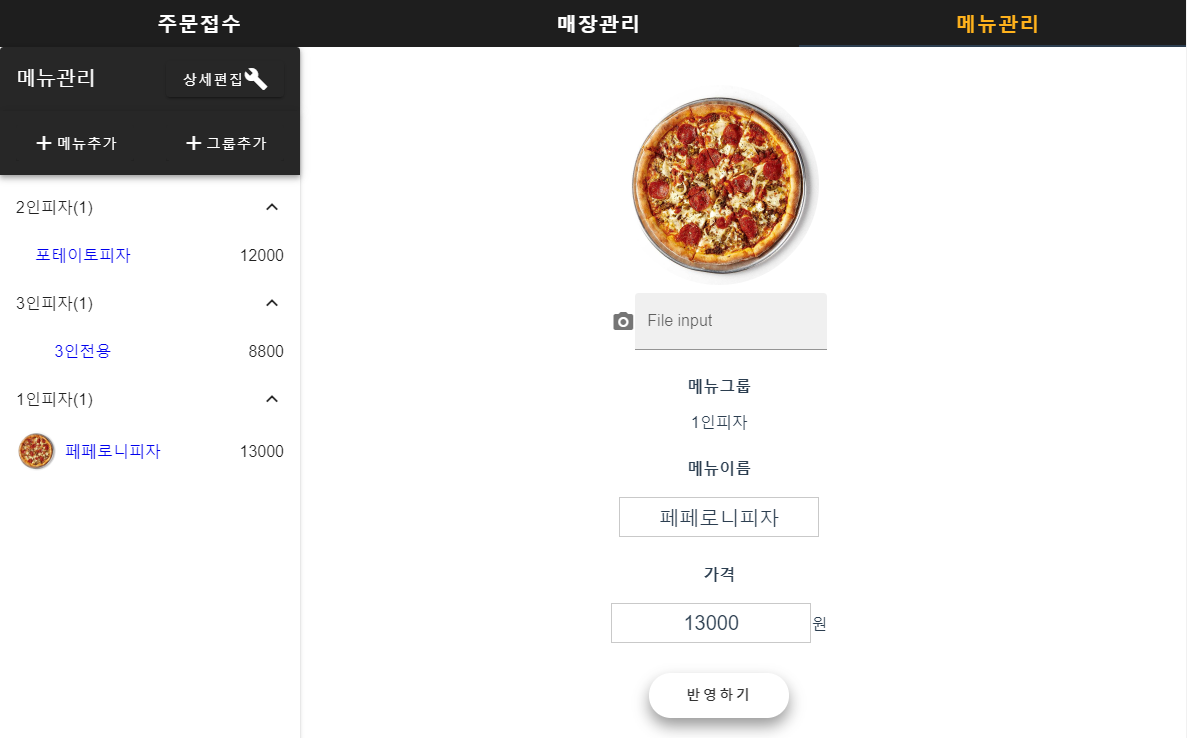 주문접수 매장관리 메뉴관리
메뉴관리 상세편집
메뉴추가 그룹추가
2인피자(1)
포테이토피자 12000
3인피자(1)
3인전용 8800
1인피자(1)
페페로니피자 13000
File input
메뉴그룹
1인피자
메뉴이름
페페로니피자
가격
13000 원
반영하기